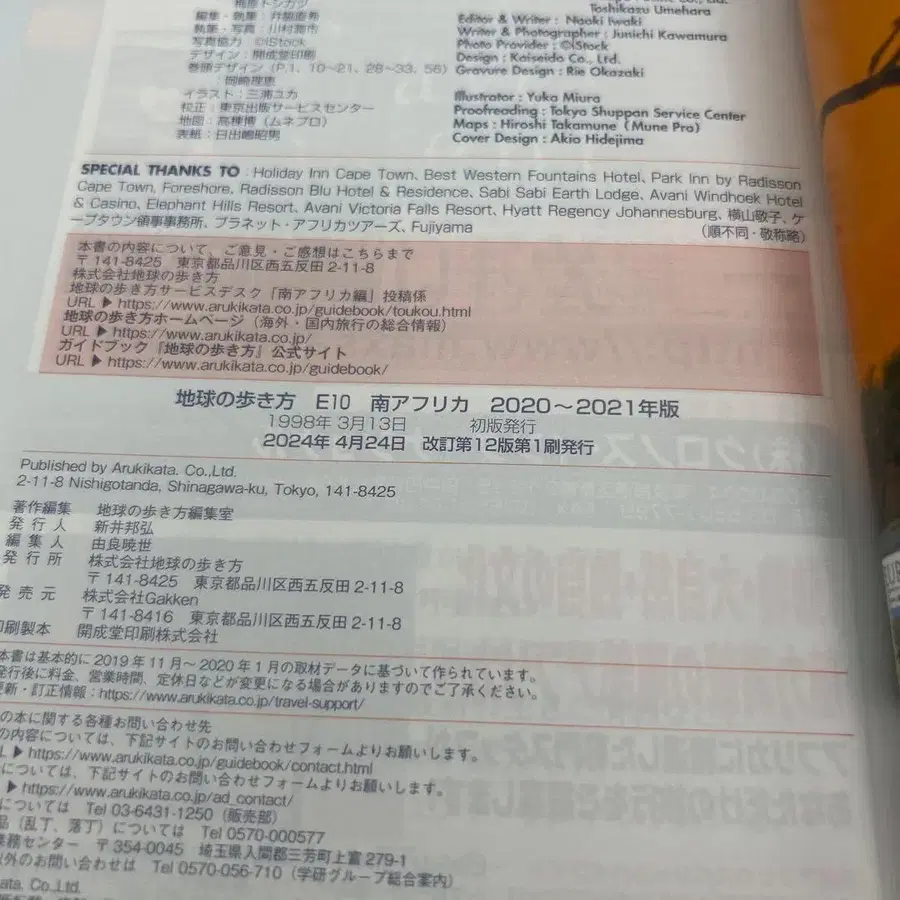 梅原トシカヅ
編集・執筆：井脇直希
執筆・写真：川村潤市
写真協力：©iStock
デザイン：開成堂印刷
巻頭デザイン（P.1、10～21、28～33、56）
岡崎理恵
イラスト：三浦ユカ
校正：東京出版サービスセンター
地図：高棟博（ムネプロ）
表紙：日出嶋昭男
Toshikazu Umehara
Editor & Writer : Naoki Iwaki
Writer & Photographer : Junichi Kawamura
Photo Provider : ©iStock
Design : Kaiseido Co., Ltd.
Gravure Design : Rie Okazaki
Illustrator : Yuka Miura
Proofreading : Tokyo Shuppan Service Center
Maps : Hiroshi Takamune (Mune Pro)
Cover Design : Akio Hidejima
SPECIAL THANKS TO : Holiday Inn Cape Town、Best Western Fountains Hotel、Park Inn by Radisson
Cape Town, Foreshore、Radisson Blu Hotel & Residence、Sabi Sabi Earth Lodge、Avani Windhoek Hotel
& Casino、Elephant Hills Resort、Avani Victoria Falls Resort、Hyatt Regency Johannesburg、横山敬子、ケ
ープタウン領事事務所、プラネット・アフリカツアーズ、Fujiyama （順不同・敬称略）
本書の内容について、ご意見・ご感想はこちらまで
〒141-8425 東京都品川区西五反田 2-11-8
株式会社地球の歩き方
地球の歩き方サービスデスク「南アフリカ編」投稿係
URL ▶ https://www.arukikata.co.jp/guidebook/toukou.html
地球の歩き方ホームページ（海外・国内旅行の総合情報）
URL ▶ https://www.arukikata.co.jp/
ガイドブック『地球の歩き方』公式サイト
URL ▶ https://www.arukikata.co.jp/guidebook/
地球の歩き方 E10 南アフリカ 2020～2021年版
1998年 3月13日 初版発行
2024年 4月24日 改訂第12版第1刷発行
Published by Arukikata. Co.,Ltd.
2-11-8 Nishigotanda, Shinagawa-ku, Tokyo, 141-8425
著作編集 地球の歩き方編集室
発行人 新井邦弘
編集人 由良暁世
発行所 株式会社地球の歩き方
〒141-8425 東京都品川区西五反田 2-11-8
発売元 株式会社Gakken
〒141-8416 東京都品川区西五反田 2-11-8
印刷製本 開成堂印刷株式会社
本書は基本的に 2019 年 11 月～ 2020 年 1 月の取材データに基づいて作られています。
発行後に料金、営業時間、定休日などが変更になる場合がありますのでご了承ください。
更新・訂正情報：https://www.arukikata.co.jp/travel-support/
の本に関する各種お問い合わせ先
の内容については、下記サイトのお問い合わせフォームよりお願いします。
L ▶ https://www.arukikata.co.jp/guidebook/contact.html
については、下記サイトのお問い合わせフォームよりお願いします。
▶ https://www.arukikata.co.jp/ad_contact/
については Tel 03-6431-1250（販売部）
品（乱丁、落丁）については Tel 0570-000577
業務センター 〒354-0045 埼玉県入間郡三芳町上富 279-1
以外のお問い合わせは Tel 0570-056-710（学研グループ総合案内）
kata. Co.,Ltd.